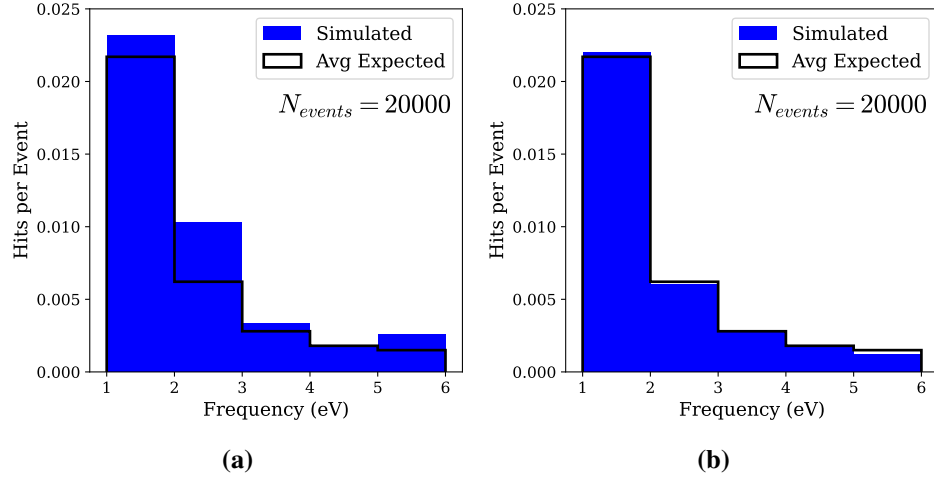 0.025
0.020
0.015
0.010
0.005
0.000
Hits per Event
Simulated
Avg Expected
N_events = 20000
1 2 3 4 5 6
Frequency (eV)
(a)
0.025
0.020
0.015
0.010
0.005
0.000
Hits per Event
Simulated
Avg Expected
N_events = 20000
1 2 3 4 5 6
Frequency (eV)
(b)